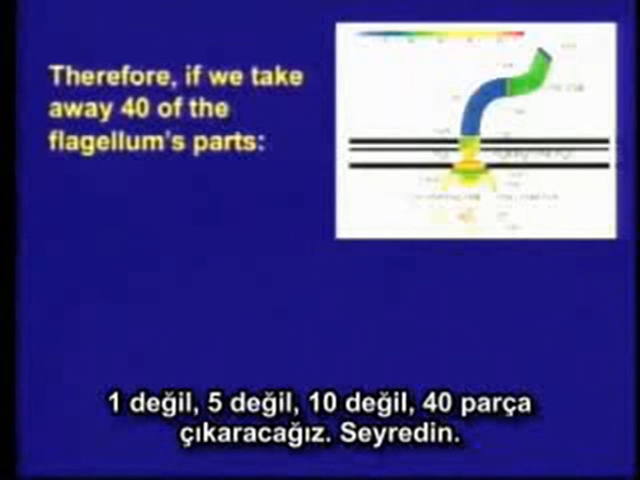 Therefore, if we take
away 40 of the
flagellum's parts:
1 değil, 5 değil, 10 değil, 40 parça
çıkaracağız. Seyredin.